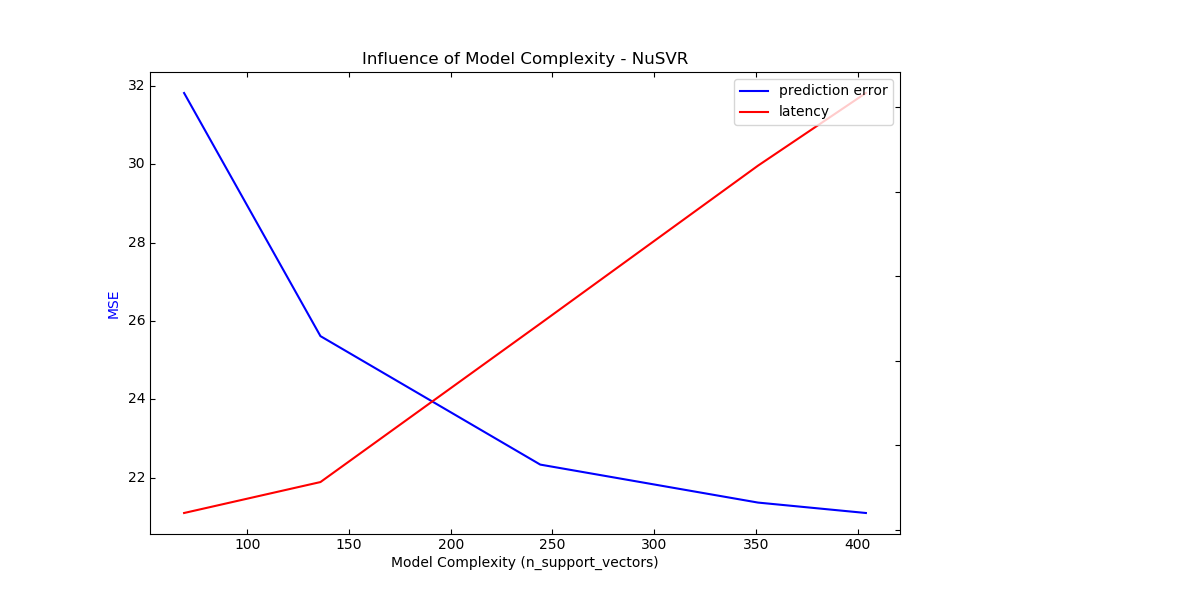 Influence of Model Complexity - NuSVR
prediction error
latency
32
30
28
26
24
22
MSE
100 150 200 250 300 350 400
Model Complexity (n_support_vectors)